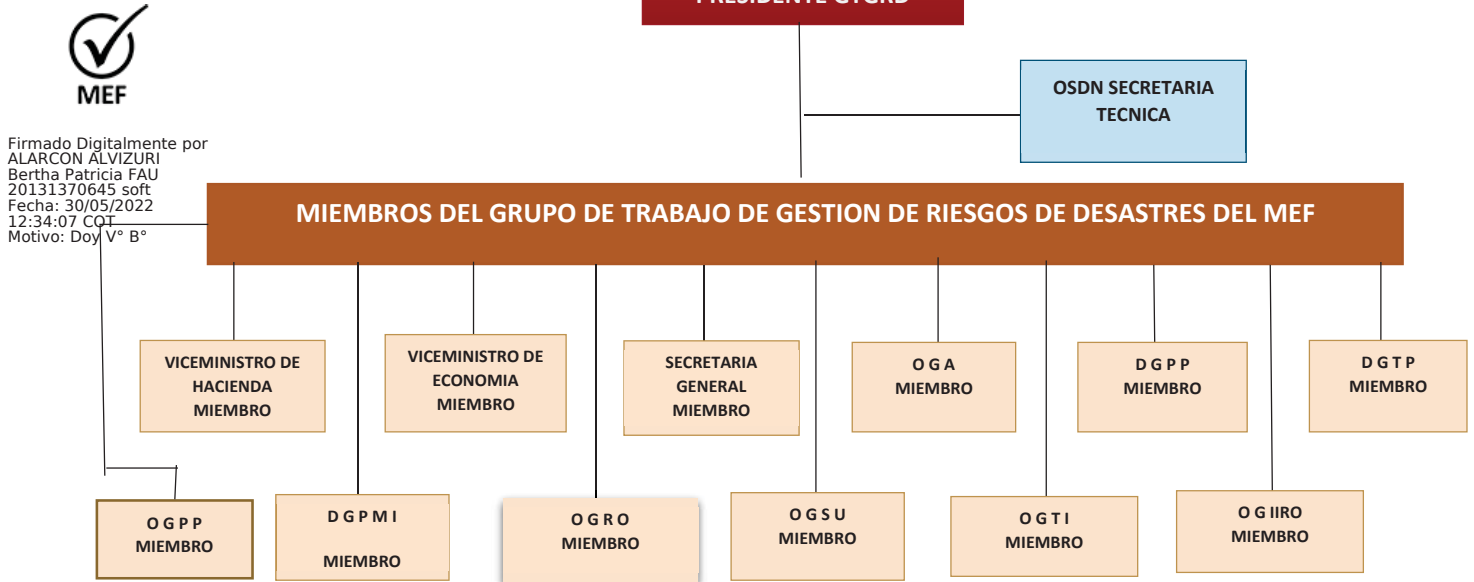 PRESIDENTE GTGRD
MEF
OSDN SECRETARIA
TECNICA
Firmado Digitalmente por
ALARCON ALVIZURI
Bertha Patricia FAU
20131370645 soft
Fecha: 30/05/2022
12:34:07 COT
Motivo: Doy V° B°
MIEMBROS DEL GRUPO DE TRABAJO DE GESTION DE RIESGOS DE DESASTRES DEL MEF
VICEMINISTRO DE
HACIENDA
MIEMBRO
VICEMINISTRO DE
ECONOMIA
MIEMBRO
SECRETARIA
GENERAL
MIEMBRO
O G A
MIEMBRO
D G P P
MIEMBRO
D G T P
MIEMBRO
O G P P
MIEMBRO
D G P M I
MIEMBRO
O G R O
MIEMBRO
O G S U
MIEMBRO
O G T I
MIEMBRO
O G IIRO
MIEMBRO